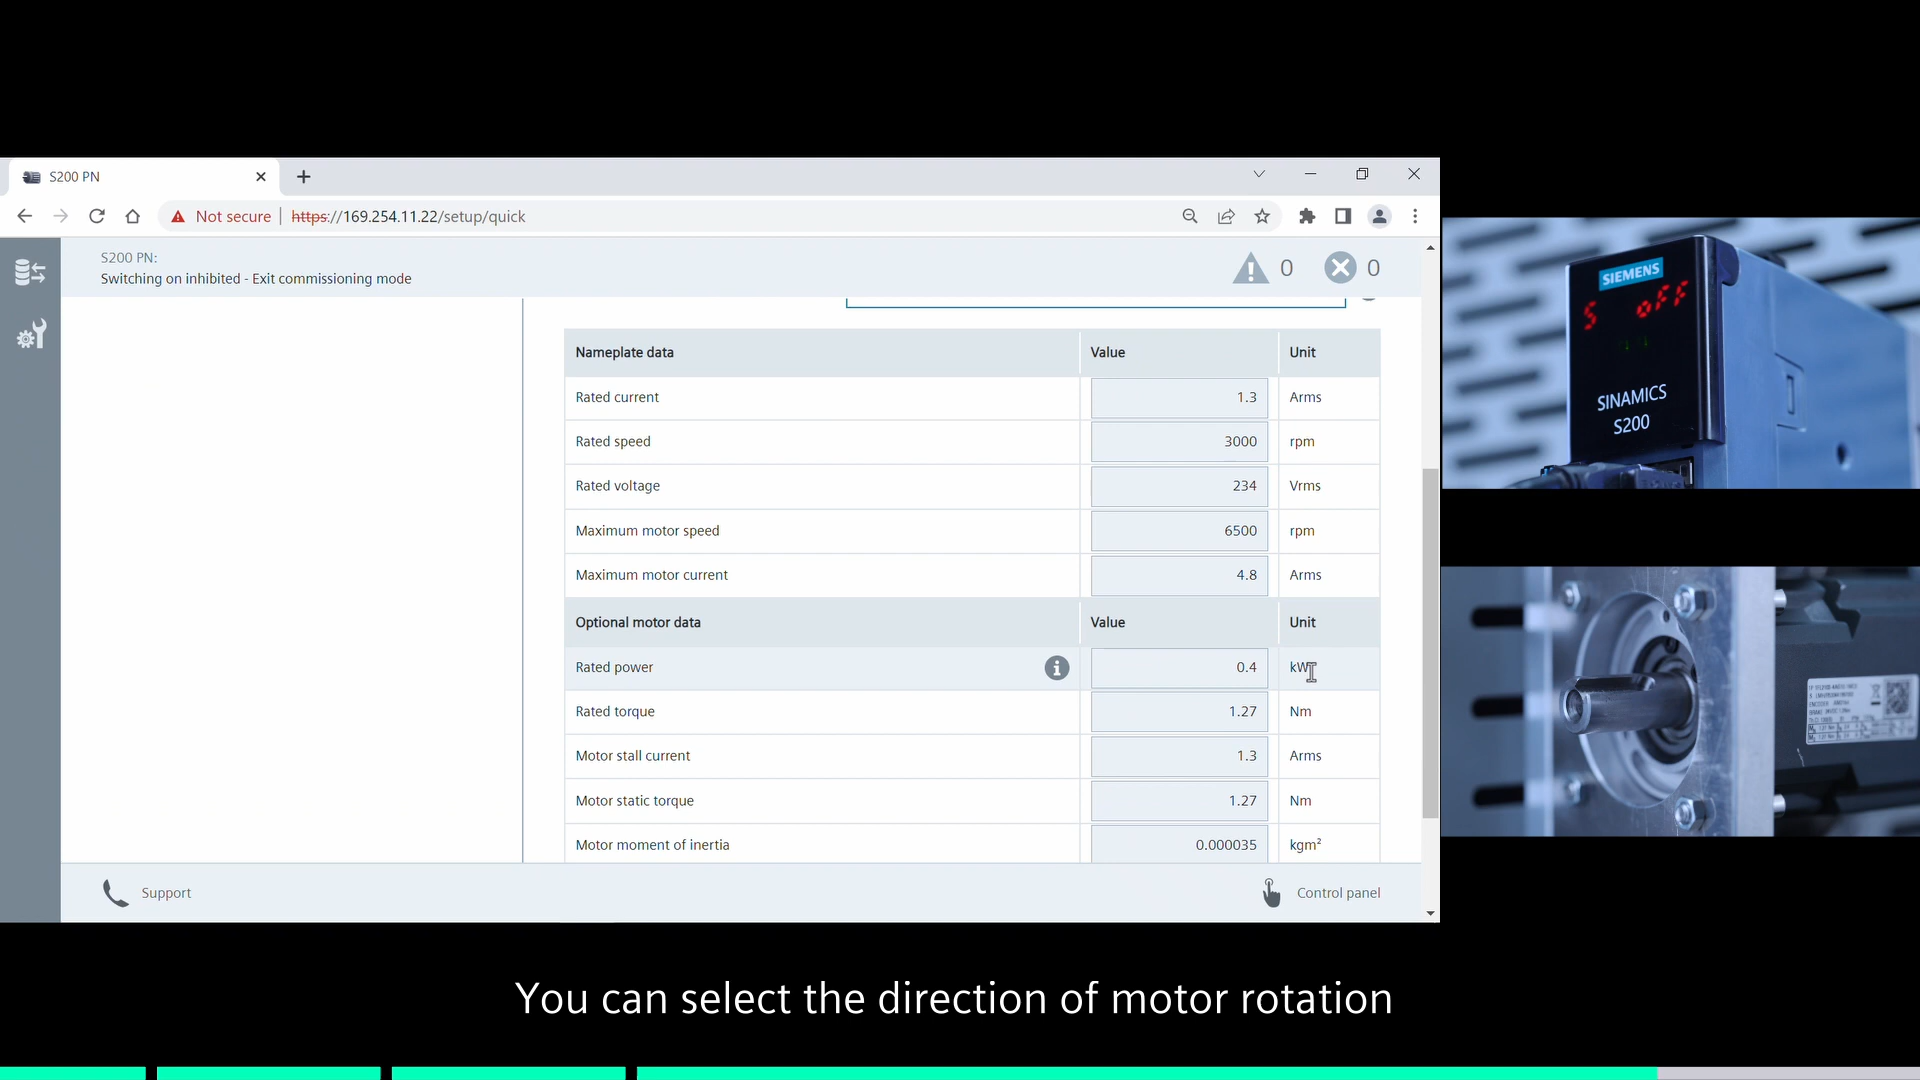 S200 PN
Not secure
https://169.254.11.22/setup/quick
S200 PN:
Switching on inhibited - Exit commissioning mode
0
0
Nameplate data Value Unit
Rated current 1.3 Arms
Rated speed 3000 rpm
Rated voltage 234 Vrms
Maximum motor speed 6500 rpm
Maximum motor current 4.8 Arms
Optional motor data Value Unit
Rated power 0.4 kW
Rated torque 1.27 Nm
Motor stall current 1.3 Arms
Motor static torque 1.27 Nm
Motor moment of inertia 0.000035 kgm²
Support
Control panel
SIEMENS
S oFF
SINAMICS
S200
You can select the direction of motor rotation